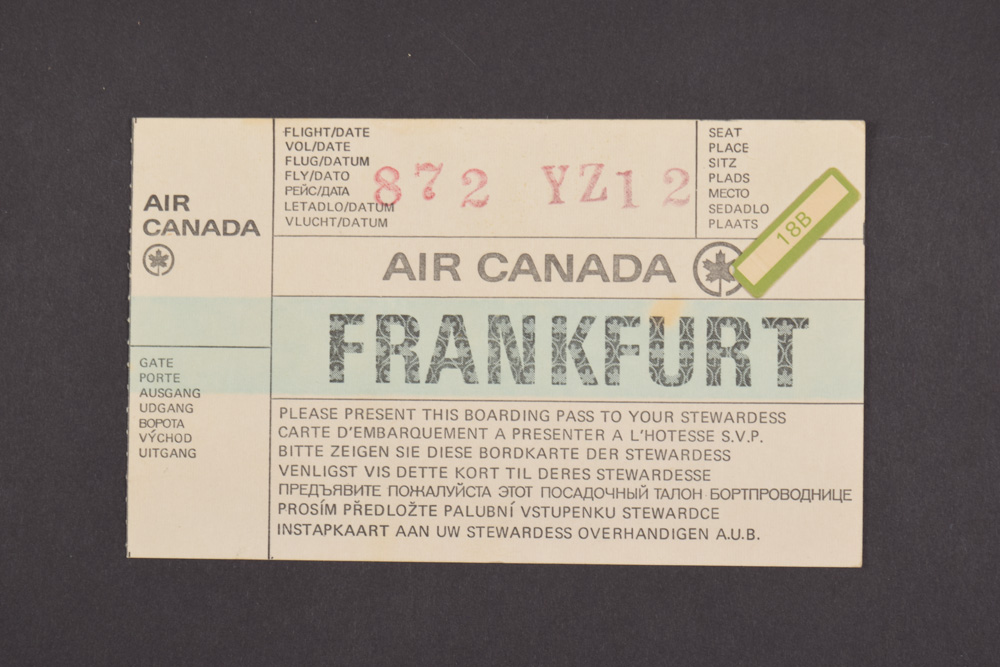 AIR
CANADA
GATE
PORTE
AUSGANG
UDGANG
ВОРОТА
VÝCHOD
UITGANG
FLIGHT/DATE
VOL/DATE
FLUG/DATUM
FLY/DATO
РЕЙС/ДАТА
LETADLO/DATUM
VLUCHT/DATUM
872 YZ12
SEAT
PLACE
SITZ
PLADS
МЕСТО
SEDADLO
PLAATS
18B
AIR CANADA
FRANKFURT
PLEASE PRESENT THIS BOARDING PASS TO YOUR STEWARDESS
CARTE D'EMBARQUEMENT A PRESENTER A L'HOTESSE S.V.P.
BITTE ZEIGEN SIE DIESE BORDKARTE DER STEWARDESS
VENLIGST VIS DETTE KORT TIL DERES STEWARDESSE
ПРЕДЪЯВИТЕ ПОЖАЛУЙСТА ЭТОТ ПОСАДОЧНЫЙ ТАЛОН БОРТПРОВОДНИЦЕ
PROSÍM PŘEDLOŽTE PALUBNÍ VSTUPENKU STEWARDCE
INSTAPKAART AAN UW STEWARDESS OVERHANDIGEN A.U.B.